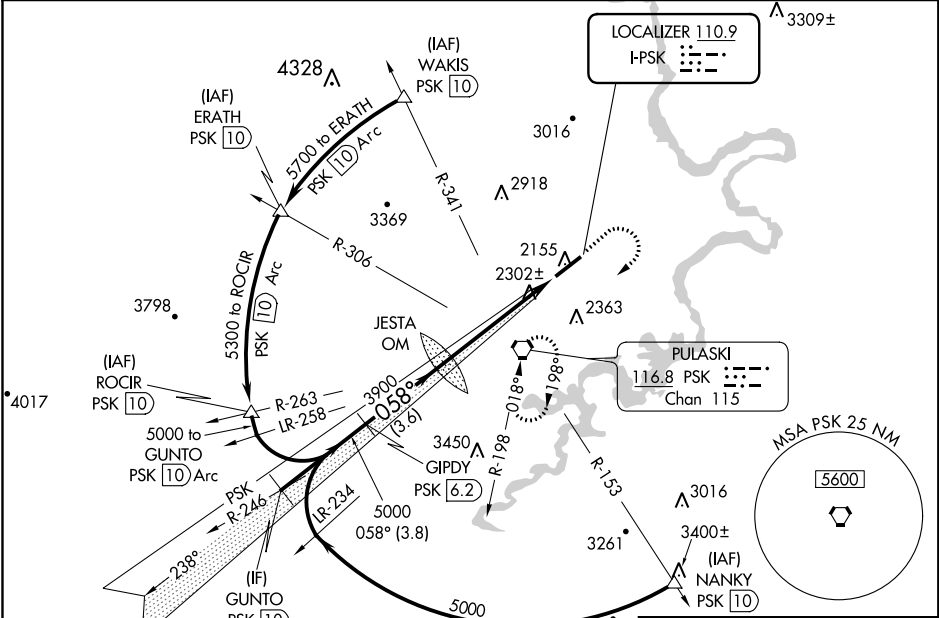 LOCALIZER 110.9
I-PSK
3309±
(IAF)
WAKIS
PSK 10
4328
(IAF)
ERATH
PSK 10
5700 to ERATH
PSK 10 Arc
3016
R-341
2918
3369
R-306
2155
2302±
5300 to ROCIR
PSK 10 Arc
3798
2363
JESTA
OM
PULASKI
116.8 PSK
Chan 115
(IAF)
ROCIR
PSK 10
4017
R-263
LR-258
3900
058°
(3.6)
018°
198°
5000 to
GUNTO
PSK 10 Arc
3450
GIPDY
PSK 6.2
R-198
R-153
MSA PSK 25 NM
5600
PSK
R-246
LR-234
5000
058° (3.8)
3016
3261
3400±
238°
(IF)
GUNTO
PSK 10
(IAF)
NANKY
PSK 10
5000